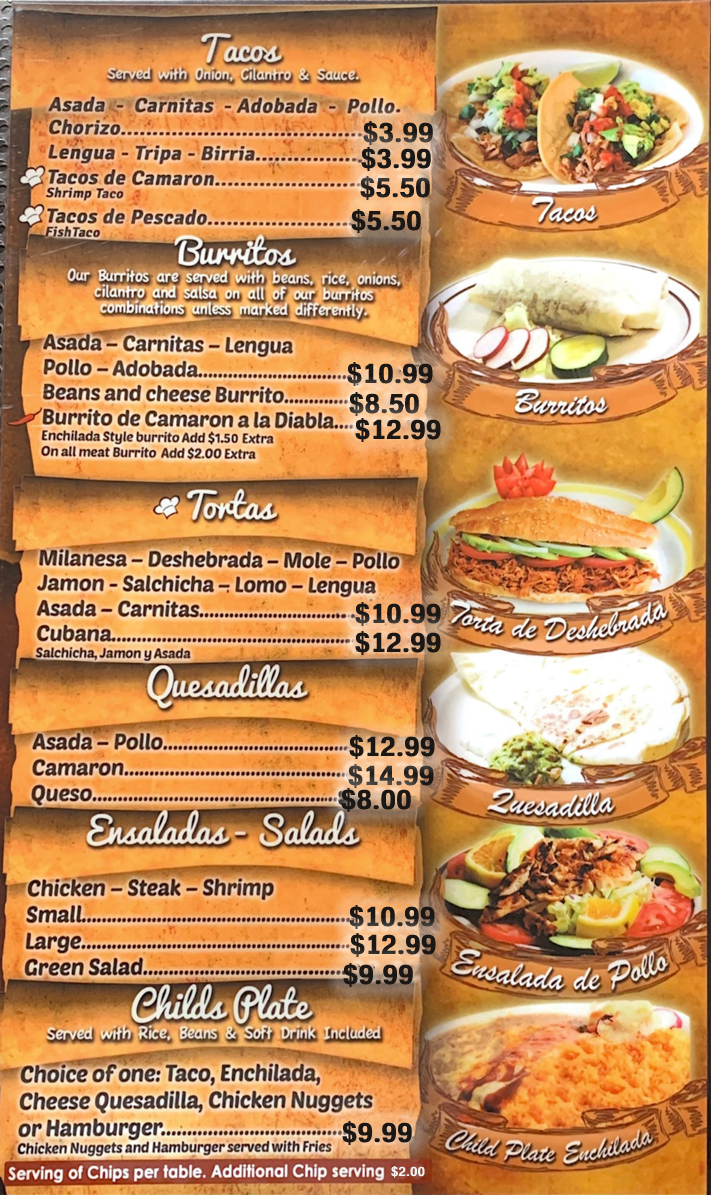 Tacos
Served with Onion, Cilantro & Sauce.
Asada - Carnitas - Adobada - Pollo.
Chorizo.......................................$3.99
Lengua - Tripa - Birria.................$3.99
Tacos de Camaron........................$5.50
Shrimp Taco
Tacos de Pescado........................$5.50
FishTaco
Tacos
Burritos
Our Burritos are served with beans, rice, onions,
cilantro and salsa on all of our burritos
combinations unless marked differently.
Asada – Carnitas – Lengua
Pollo – Adobada........................$10.99
Beans and cheese Burrito..........$8.50
Burrito de Camaron a la Diabla....$12.99
Enchilada Style burrito Add $1.50 Extra
On all meat Burrito Add $2.00 Extra
Burritos
Tortas
Milanesa – Deshebrada – Mole – Pollo
Jamon - Salchicha – Lomo – Lengua
Asada – Carnitas.........................$10.99
Cubana.......................................$12.99
Salchicha, Jamon y Asada
Torta de Deshebrada
Quesadillas
Asada – Pollo..............................$12.99
Camaron....................................$14.99
Queso........................................$8.00
Quesadilla
Ensaladas - Salads
Chicken – Steak – Shrimp
Small..........................................$10.99
Large..........................................$12.99
Green Salad................................$9.99
Ensalada de Pollo
Childs Plate
Served with Rice, Beans & Soft Drink Included
Choice of one: Taco, Enchilada,
Cheese Quesadilla, Chicken Nuggets
or Hamburger............................$9.99
Chicken Nuggets and Hamburger served with Fries
Child Plate Enchilada
Serving of Chips per table. Additional Chip serving $2.00